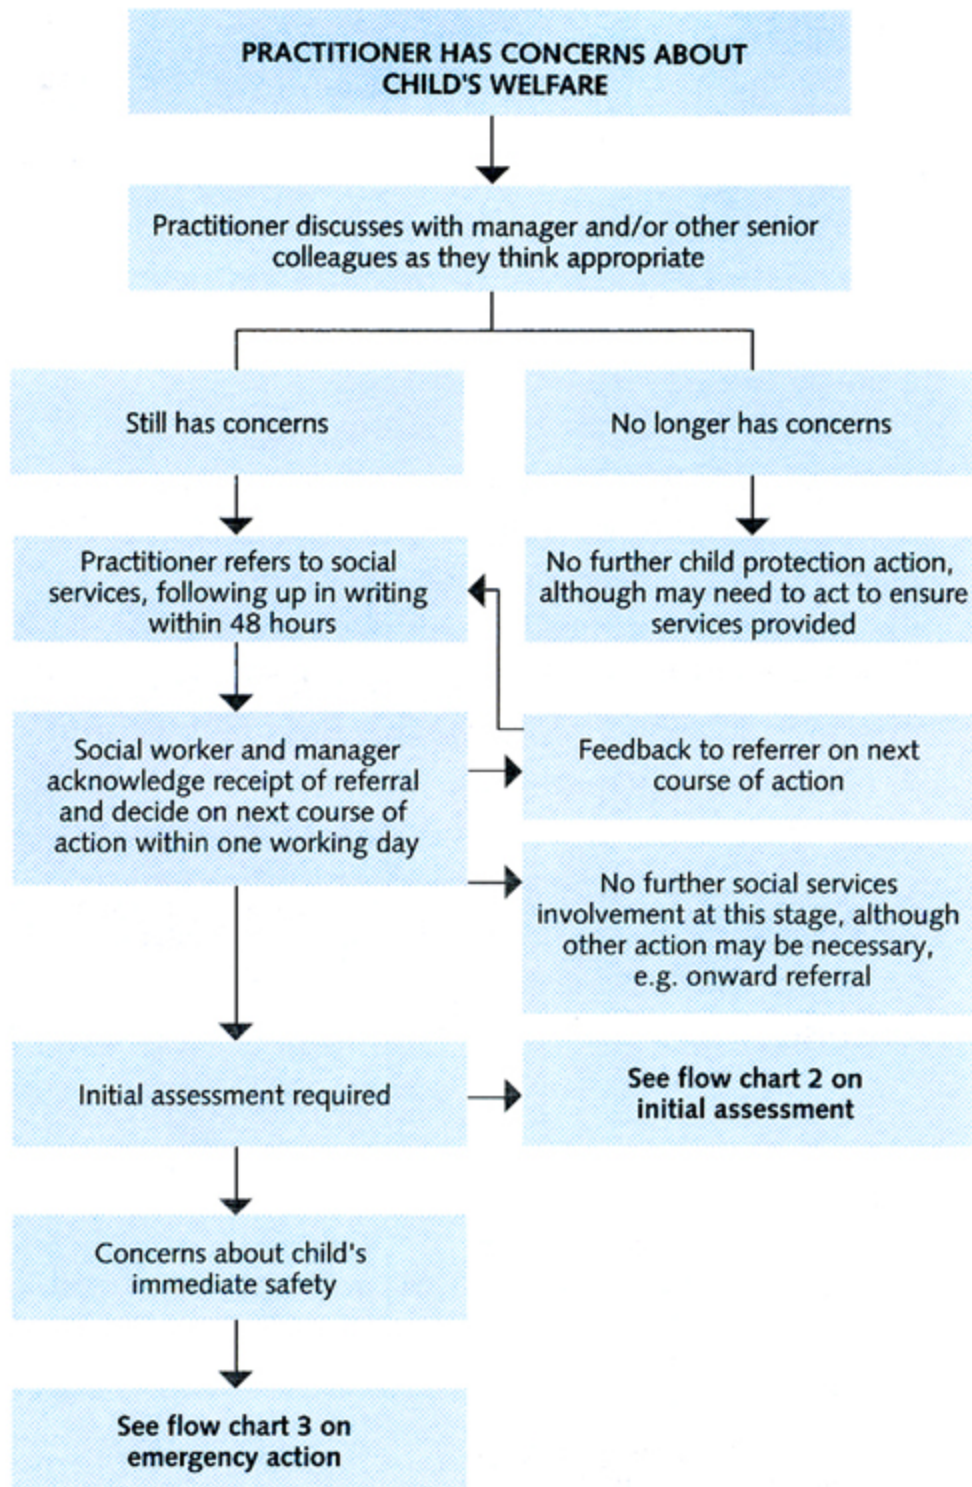 PRACTITIONER HAS CONCERNS ABOUT
CHILD'S WELFARE
Practitioner discusses with manager and/or other senior
colleagues as they think appropriate
Still has concerns
No longer has concerns
Practitioner refers to social
services, following up in writing
within 48 hours
No further child protection action,
although may need to act to ensure
services provided
Social worker and manager
acknowledge receipt of referral
and decide on next course of
action within one working day
Feedback to referrer on next
course of action
No further social services
involvement at this stage, although
other action may be necessary,
e.g. onward referral
Initial assessment required
See flow chart 2 on
initial assessment
Concerns about child's
immediate safety
See flow chart 3 on
emergency action